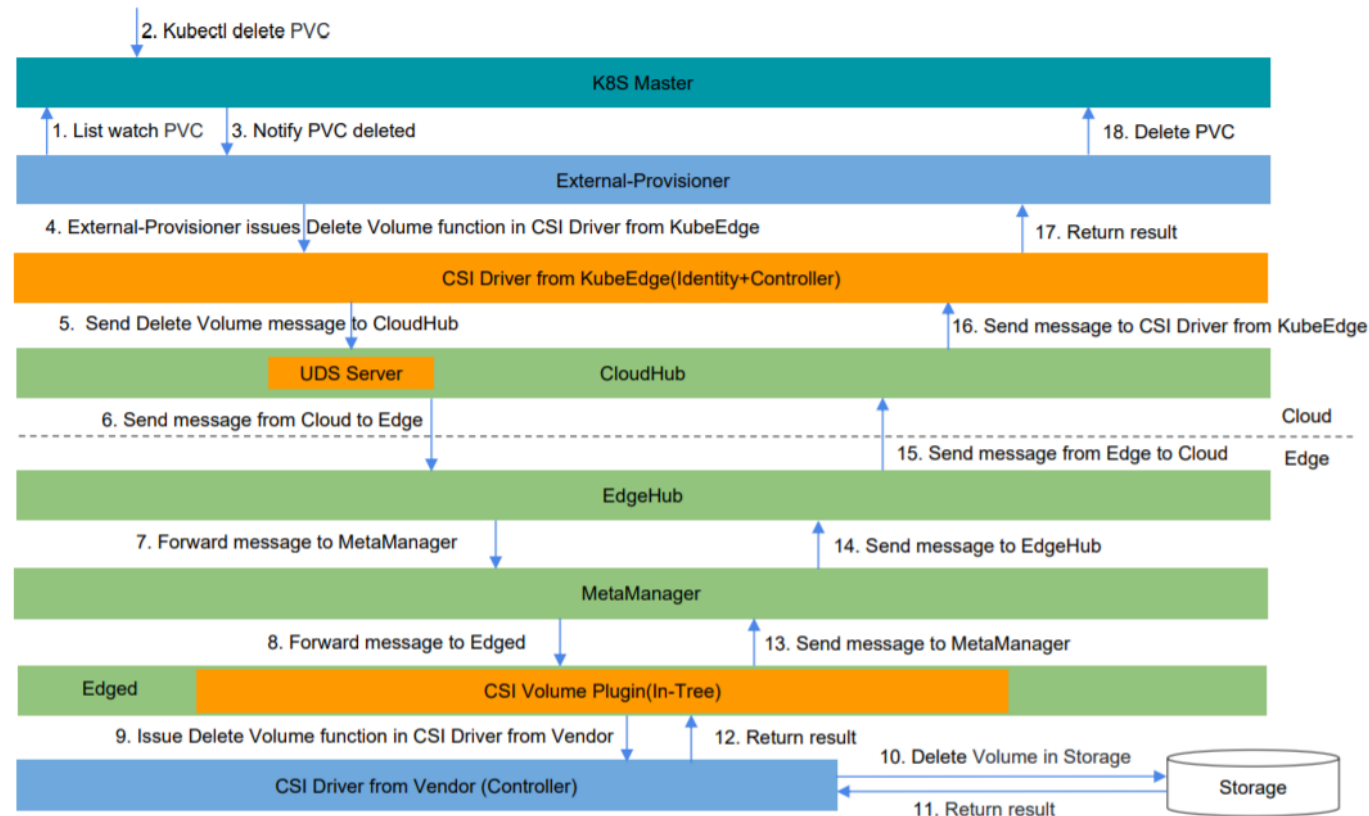 2. Kubectl delete PVC
K8S Master
1. List watch PVC
3. Notify PVC deleted
18. Delete PVC
External-Provisioner
4. External-Provisioner issues Delete Volume function in CSI Driver from KubeEdge
17. Return result
CSI Driver from KubeEdge(Identity+Controller)
5. Send Delete Volume message to CloudHub
16. Send message to CSI Driver from KubeEdge
UDS Server
CloudHub
6. Send message from Cloud to Edge
Cloud
15. Send message from Edge to Cloud
Edge
EdgeHub
7. Forward message to MetaManager
14. Send message to EdgeHub
MetaManager
8. Forward message to Edged
13. Send message to MetaManager
Edged
CSI Volume Plugin(In-Tree)
9. Issue Delete Volume function in CSI Driver from Vendor
12. Return result
10. Delete Volume in Storage
CSI Driver from Vendor (Controller)
Storage
11. Return result